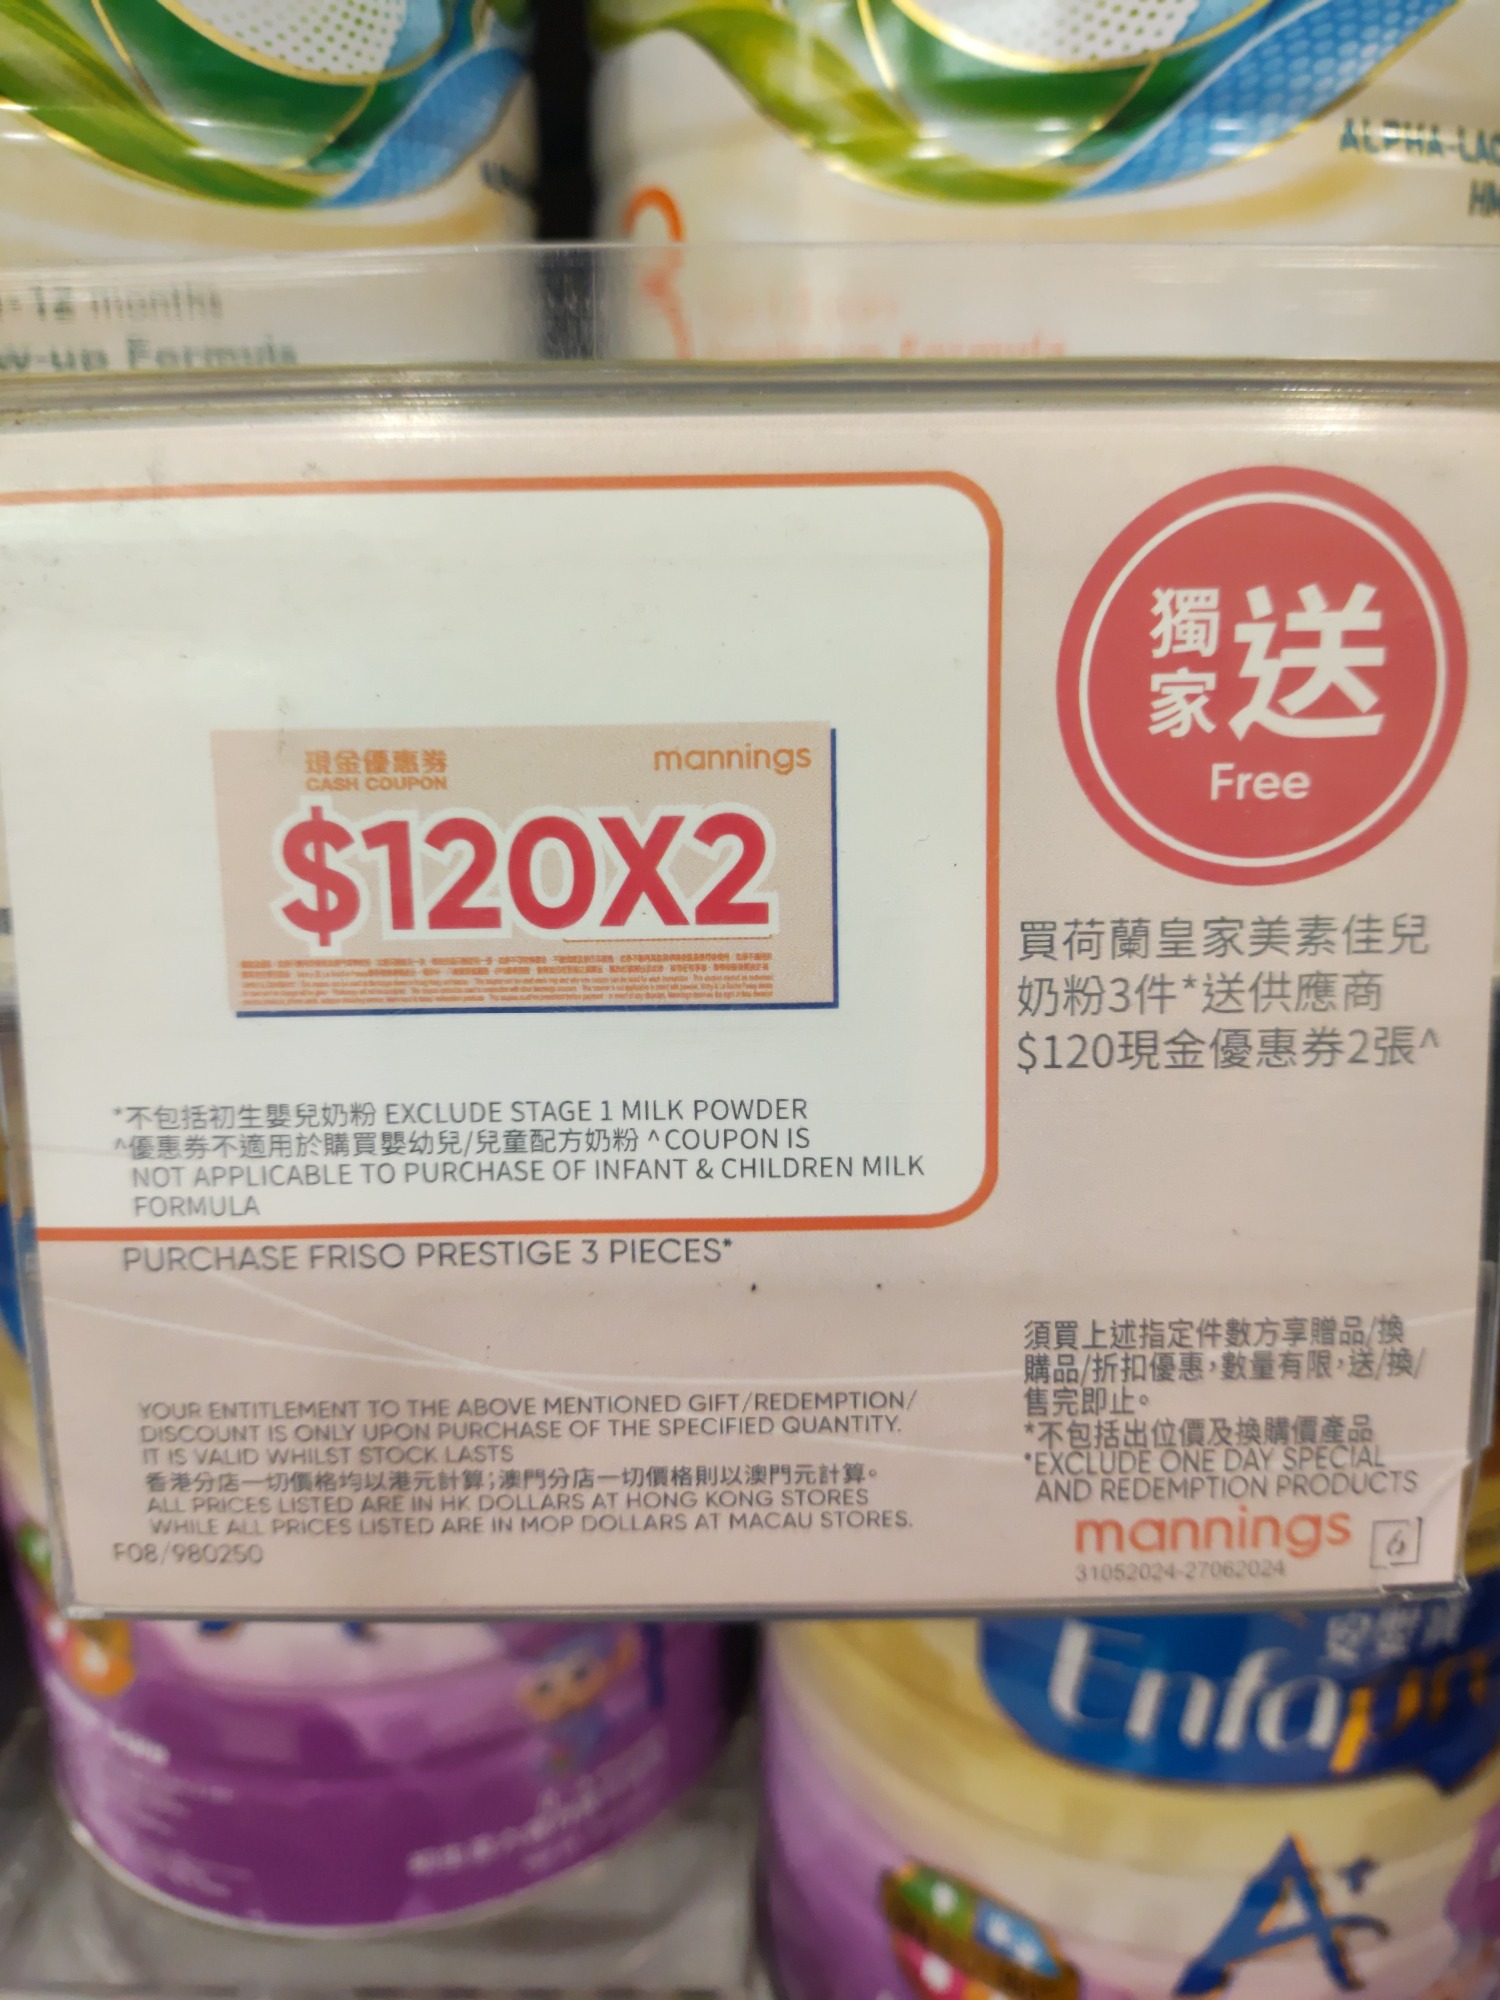 ALPHA-LAC
HM
-12 months
w-up Formula
獨家送
Free
現金優惠券
CASH COUPON
mannings
$120X2
買荷蘭皇家美素佳兒
奶粉3件*送供應商
$120現金優惠券2張^
*不包括初生嬰兒奶粉 EXCLUDE STAGE 1 MILK POWDER
^優惠券不適用於購買嬰幼兒/兒童配方奶粉 ^COUPON IS
NOT APPLICABLE TO PURCHASE OF INFANT & CHILDREN MILK
FORMULA
PURCHASE FRISO PRESTIGE 3 PIECES*
須買上述指定件數方享贈品/換
購品/折扣優惠，數量有限，送/換/
售完即止。
*不包括出位價及換購價產品
*EXCLUDE ONE DAY SPECIAL
AND REDEMPTION PRODUCTS
YOUR ENTITLEMENT TO THE ABOVE MENTIONED GIFT/REDEMPTION/
DISCOUNT IS ONLY UPON PURCHASE OF THE SPECIFIED QUANTITY.
IT IS VALID WHILST STOCK LASTS
香港分店一切價格均以港元計算；澳門分店一切價格則以澳門元計算。
ALL PRICES LISTED ARE IN HK DOLLARS AT HONG KONG STORES
WHILE ALL PRICES LISTED ARE IN MOP DOLLARS AT MACAU STORES.
F08/980250
mannings 6
31052024-27062024
安嬰寶
Enfapro
A+